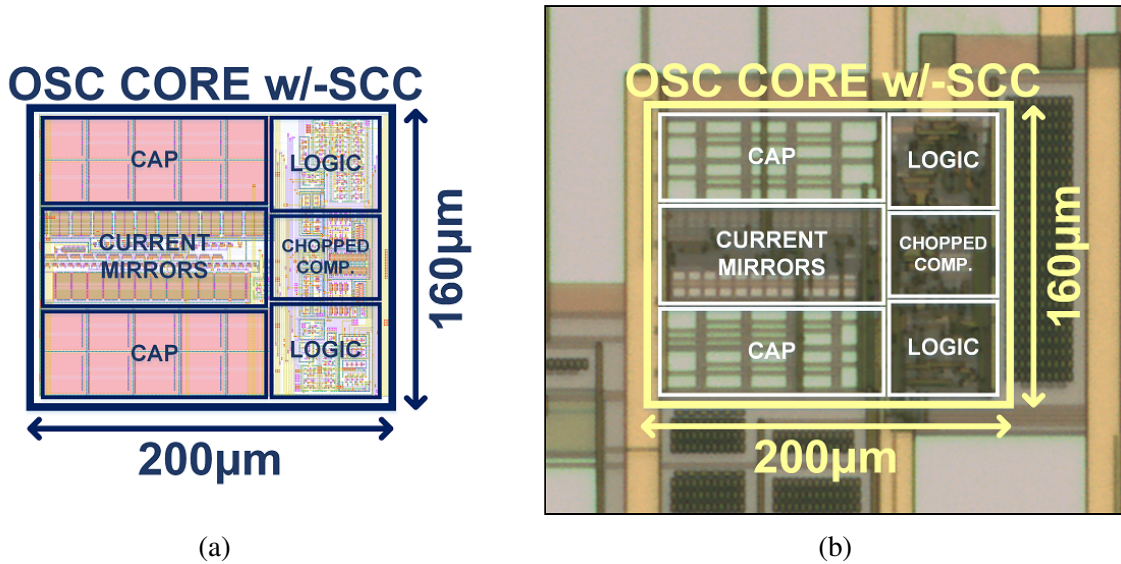 OSC CORE w/-SCC
CAP
LOGIC
CURRENT
MIRRORS
CHOPPED
COMP.
CAP
LOGIC
160µm
200µm
(a)
OSC CORE w/-SCC
CAP
LOGIC
CURRENT
MIRRORS
CHOPPED
COMP.
CAP
LOGIC
160µm
200µm
(b)